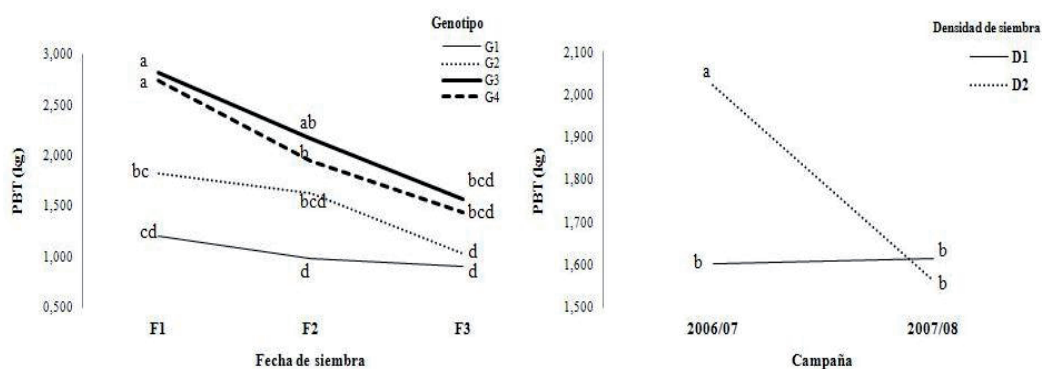 Genotipo
G1
G2
G3
G4
3,000
2,500
2,000
1,500
1,000
0,500
PBT (kg)
a
a
ab
b
bc
bcd
bcd
bcd
cd
d
d
d
F1
F2
F3
Fecha de siembra
Densidad de siembra
D1
D2
2,100
2,000
1,900
1,800
1,700
1,600
1,500
PBT (kg)
a
b
b
b
2006/07
2007/08
Campaña